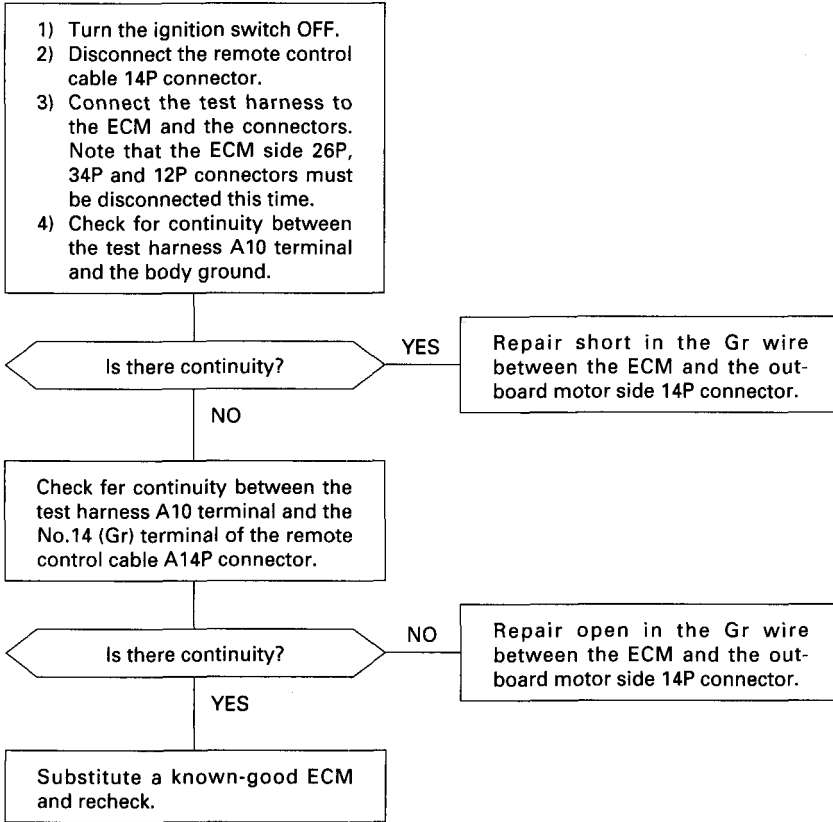 1) Turn the ignition switch OFF.
2) Disconnect the remote control
cable 14P connector.
3) Connect the test harness to
the ECM and the connectors.
Note that the ECM side 26P,
34P and 12P connectors must
be disconnected this time.
4) Check for continuity between
the test harness A10 terminal
and the body ground.
Is there continuity?
YES
Repair short in the Gr wire
between the ECM and the out-
board motor side 14P connector.
NO
Check fer continuity between the
test harness A10 terminal and the
No.14 (Gr) terminal of the remote
control cable A14P connector.
Is there continuity?
NO
Repair open in the Gr wire
between the ECM and the out-
board motor side 14P connector.
YES
Substitute a known-good ECM
and recheck.